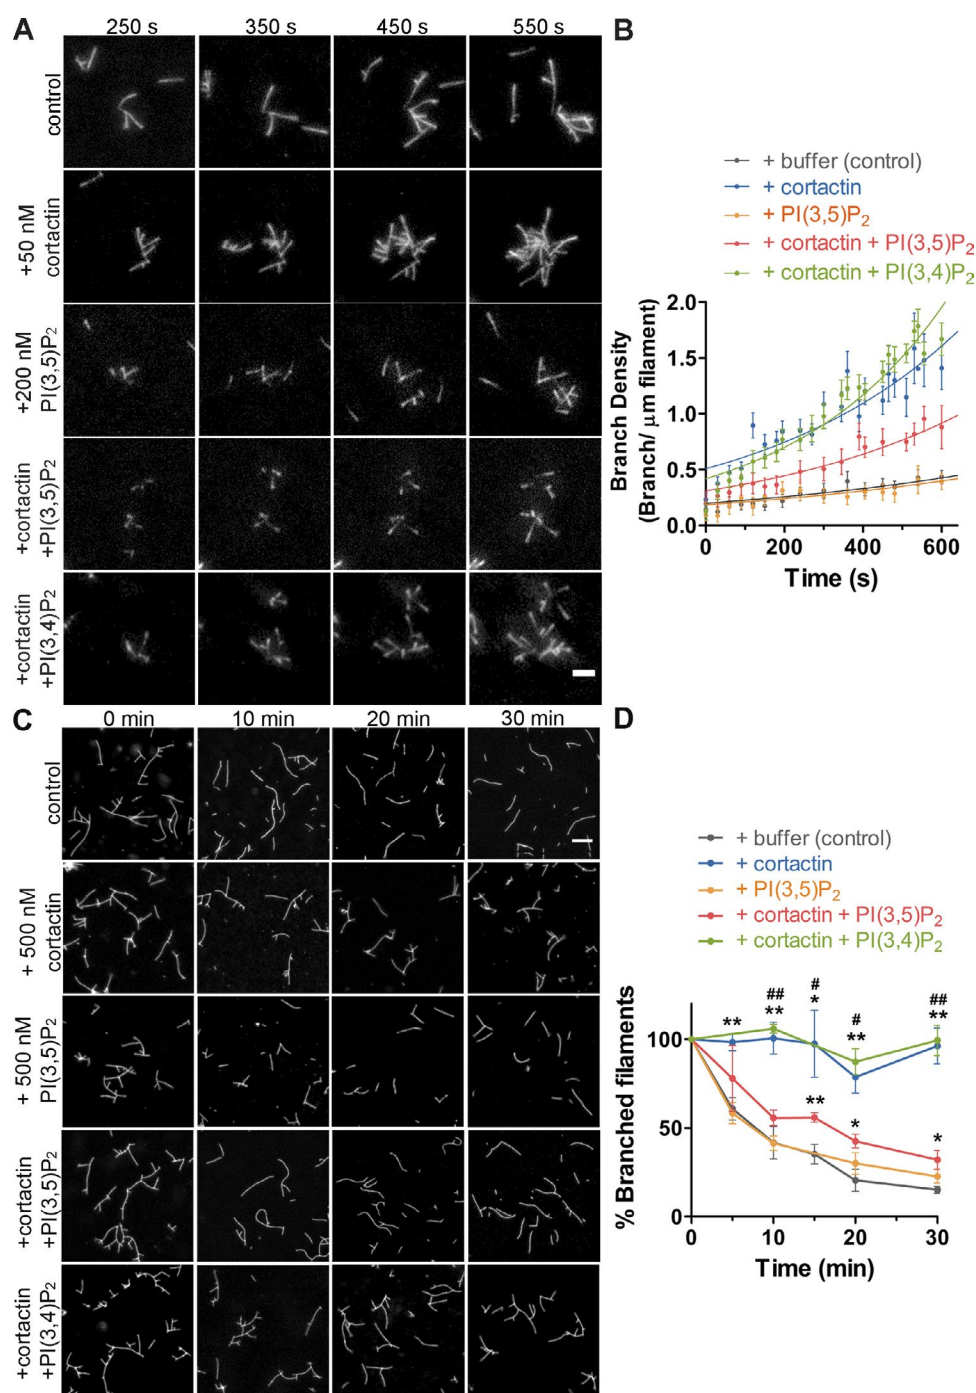 A
250 s 350 s 450 s 550 s
control
+50 nM
cortactin
+200 nM
PI(3,5)P2
+cortactin
+PI(3,5)P2
+cortactin
+PI(3,4)P2
B
+ buffer (control)
+ cortactin
+ PI(3,5)P2
+ cortactin + PI(3,5)P2
+ cortactin + PI(3,4)P2
Branch Density
(Branch/ μm filament)
2.0
1.5
1.0
0.5
0.0
0 200 400 600
Time (s)
C
0 min 10 min 20 min 30 min
control
+ 500 nM
cortactin
+ 500 nM
PI(3,5)P2
+cortactin
+PI(3,5)P2
+cortactin
+PI(3,4)P2
D
+ buffer (control)
+ cortactin
+ PI(3,5)P2
+ cortactin + PI(3,5)P2
+ cortactin + PI(3,4)P2
% Branched filaments
## # # ##
** ** * ** **
** * *
100
50
0
0 10 20 30
Time (min)